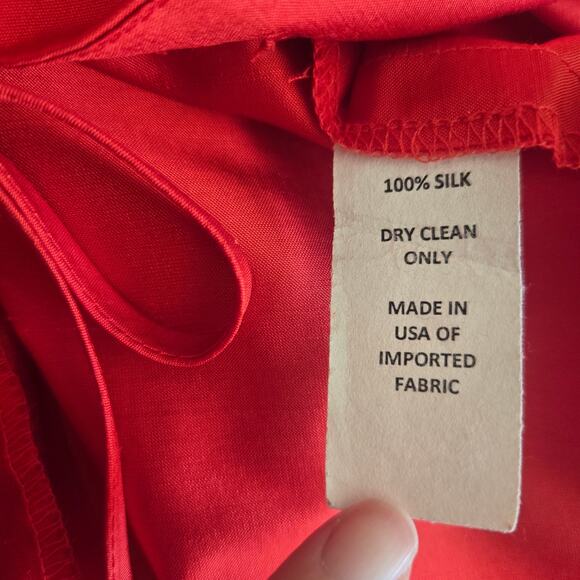 100% SILK
DRY CLEAN
ONLY
MADE IN
USA OF
IMPORTED
FABRIC